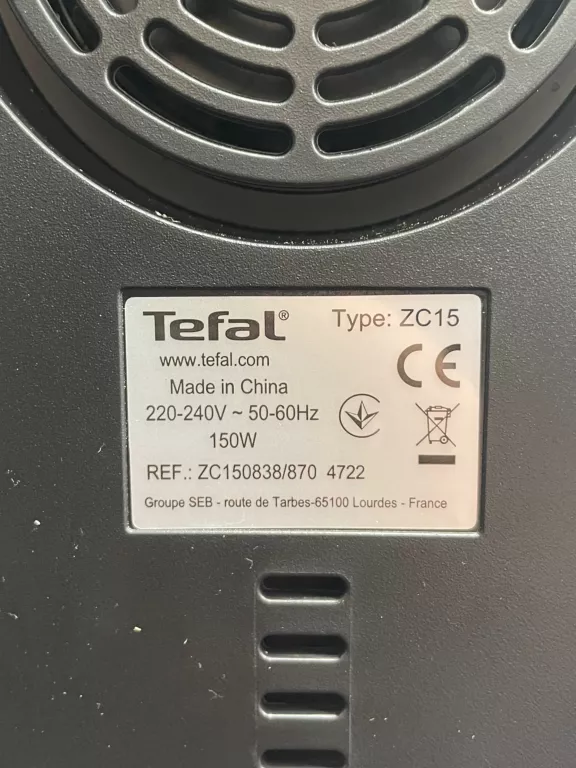 Tefal®
Type: ZC15
www.tefal.com
Made in China
220-240V ~ 50-60Hz
150W
REF.: ZC150838/870 4722
Groupe SEB - route de Tarbes-65100 Lourdes - France
CE